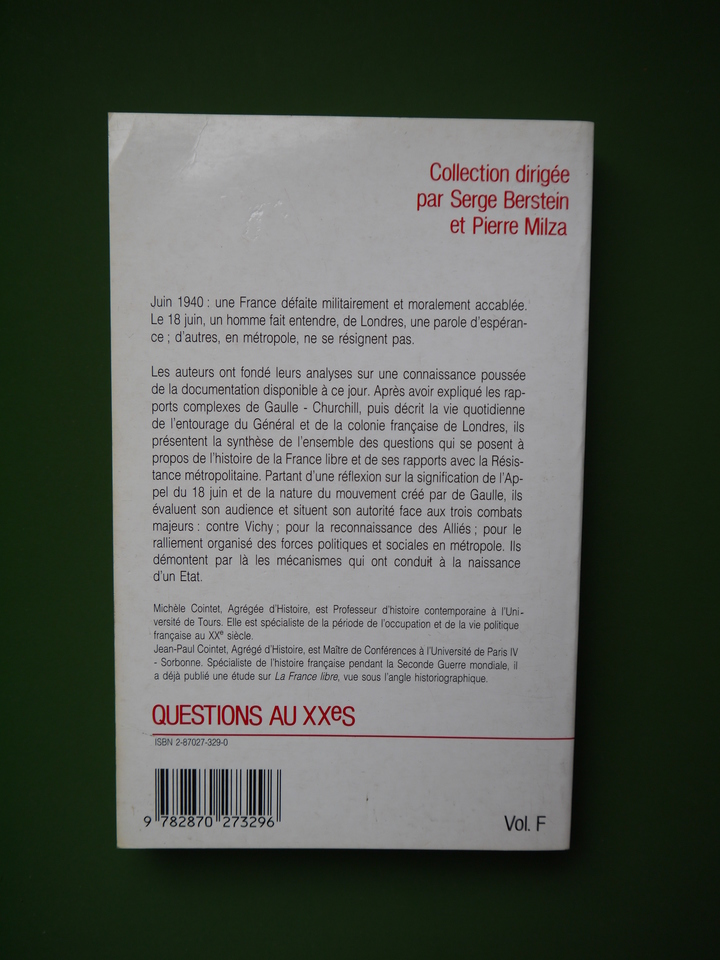 Collection dirigée
par Serge Berstein
et Pierre Milza
Juin 1940 : une France défaite militairement et moralement accablée.
Le 18 juin, un homme fait entendre, de Londres, une parole d'espéran-
ce ; d'autres, en métropole, ne se résignent pas.
Les auteurs ont fondé leurs analyses sur une connaissance poussée
de la documentation disponible à ce jour. Après avoir expliqué les rap-
ports complexes de Gaulle - Churchill, puis décrit la vie quotidienne
de l'entourage du Général et de la colonie française de Londres, ils
présentent la synthèse de l'ensemble des questions qui se posent à
propos de l'histoire de la France libre et de ses rapports avec la Résis-
tance métropolitaine. Partant d'une réflexion sur la signification de l'Ap-
pel du 18 juin et de la nature du mouvement créé par de Gaulle, ils
évaluent son audience et situent son autorité face aux trois combats
majeurs : contre Vichy ; pour la reconnaissance des Alliés ; pour le
ralliement organisé des forces politiques et sociales en métropole. Ils
démontent par là les mécanismes qui ont conduit à la naissance
d'un Etat.
Michèle Cointet, Agrégée d'Histoire, est Professeur d'histoire contemporaine à l'Uni-
versité de Tours. Elle est spécialiste de la période de l'occupation et de la vie politique
française au XXe siècle.
Jean-Paul Cointet, Agrégé d'Histoire, est Maître de Conférences à l'Université de Paris IV
- Sorbonne. Spécialiste de l'histoire française pendant la Seconde Guerre mondiale, il
a déjà publié une étude sur La France libre, vue sous l'angle historiographique.
QUESTIONS AU XXeS
ISBN 2-87027-329-0
9 782870 273296
Vol. F